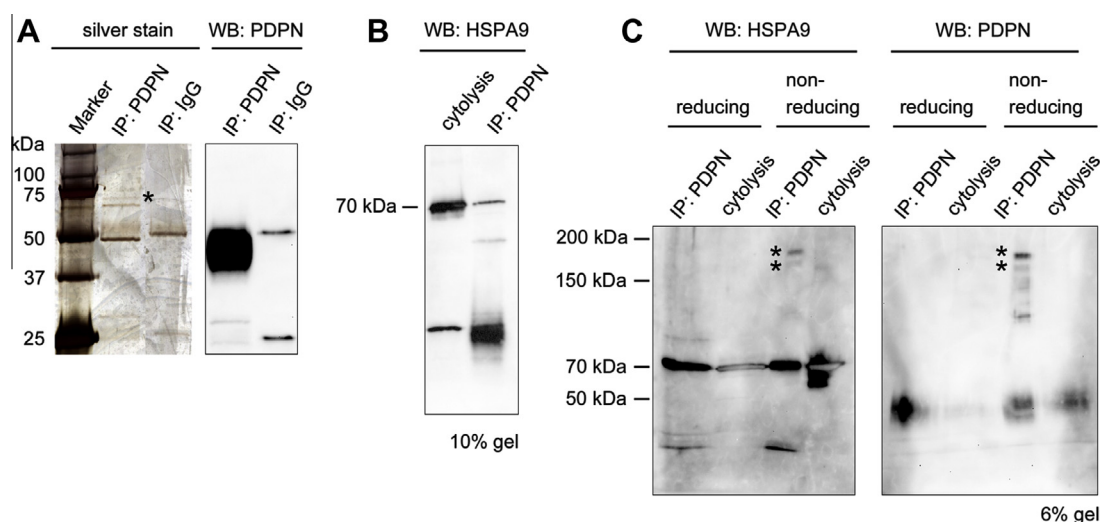 A
silver stain
WB: PDPN
Marker
IP: PDPN
IP: IgG
IP: PDPN
IP: IgG
kDa
100
75
*
50
37
25
B
WB: HSPA9
cytolysis
IP: PDPN
70 kDa
10% gel
C
WB: HSPA9
WB: PDPN
reducing
non-
reducing
reducing
non-
reducing
IP: PDPN
cytolysis
IP: PDPN
cytolysis
IP: PDPN
cytolysis
IP: PDPN
cytolysis
200 kDa
*
*
*
*
150 kDa
70 kDa
50 kDa
6% gel